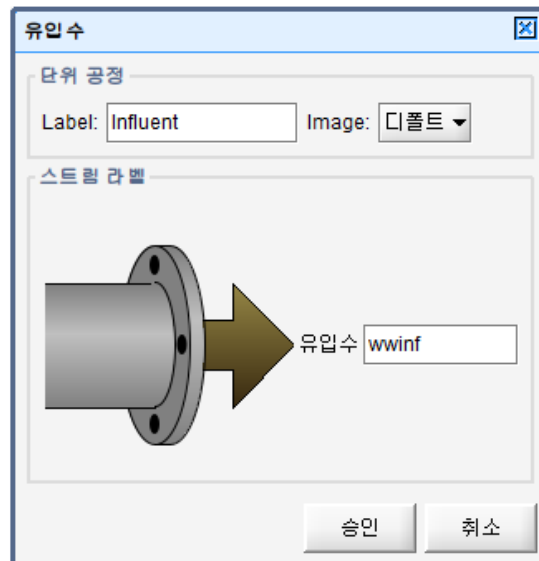 유입수
단위 공정
Label: Influent Image: 디폴트
스트림 라벨
유입수 wwinf
승인 취소